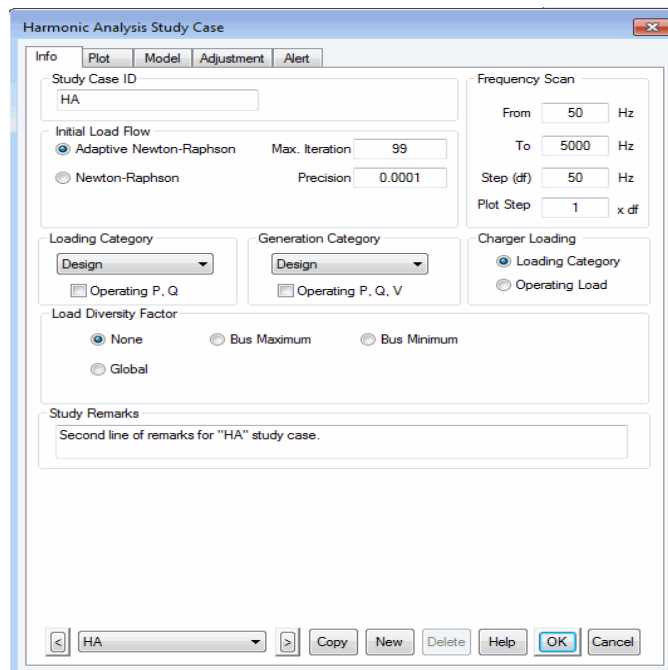 Harmonic Analysis Study Case
Info Plot Model Adjustment Alert
Study Case ID
HA
Initial Load Flow
Adaptive Newton-Raphson Max. Iteration 99
Newton-Raphson Precision 0.0001
Frequency Scan
From 50 Hz
To 5000 Hz
Step (df) 50 Hz
Plot Step 1 x df
Loading Category
Design
Operating P, Q
Generation Category
Design
Operating P, Q, V
Charger Loading
Loading Category
Operating Load
Load Diversity Factor
None Bus Maximum Bus Minimum
Global
Study Remarks
Second line of remarks for "HA" study case.
< HA > Copy New Delete Help OK Cancel